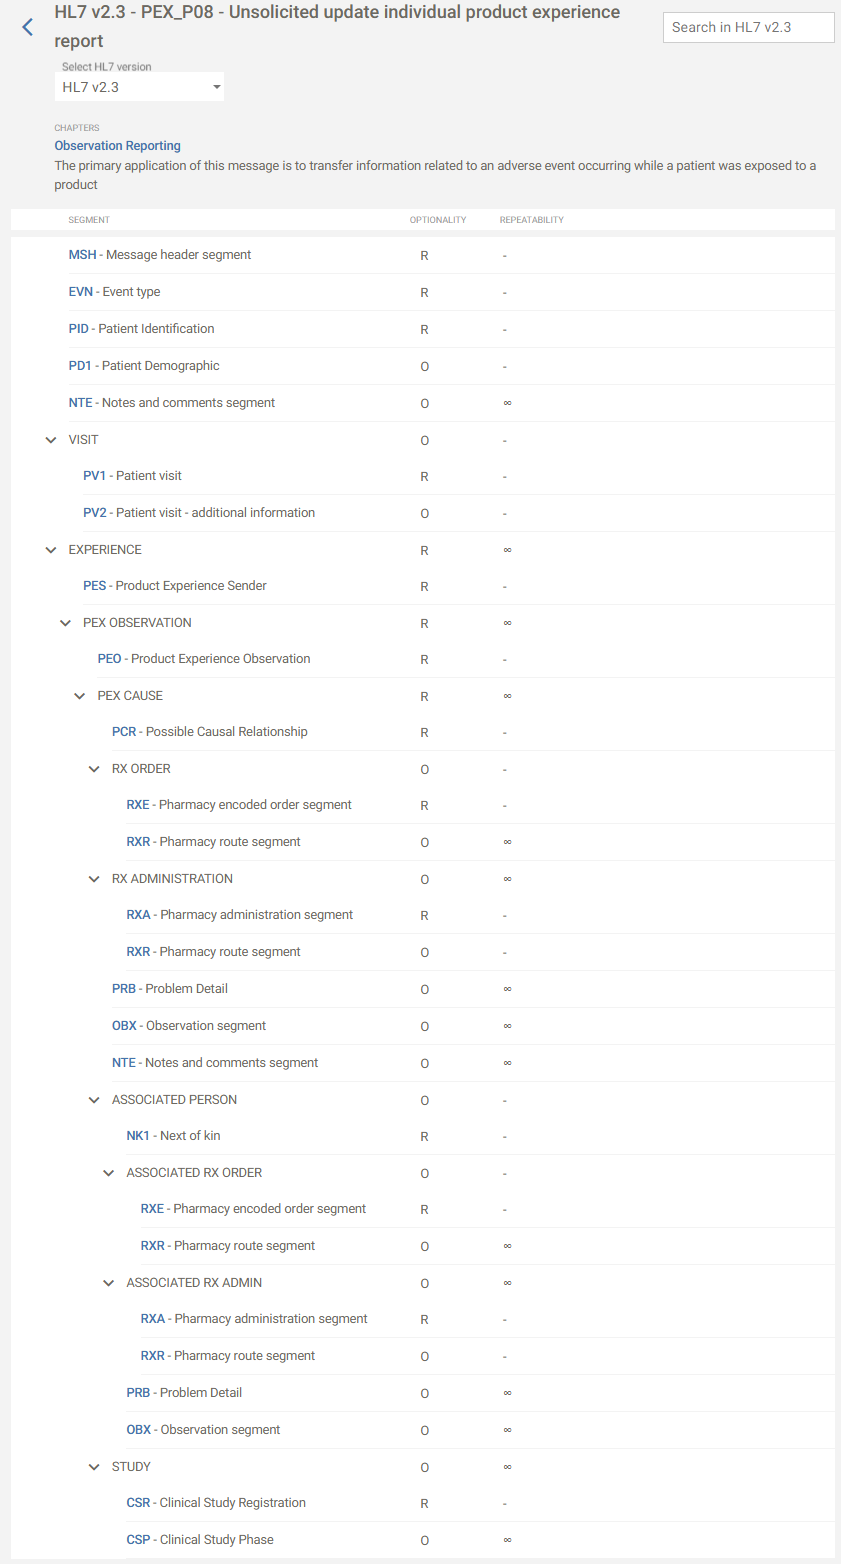 HL7 v2.3 - PEX_P08 - Unsolicited update individual product experience
report
Search in HL7 v2.3
Select HL7 version
HL7 v2.3
CHAPTERS
Observation Reporting
The primary application of this message is to transfer information related to an adverse event occurring while a patient was exposed to a
product
SEGMENT OPTIONALITY REPEATABILITY
MSH - Message header segment R -
EVN - Event type R -
PID - Patient Identification R -
PD1 - Patient Demographic O -
NTE - Notes and comments segment O ∞
VISIT O -
PV1 - Patient visit R -
PV2 - Patient visit - additional information O -
EXPERIENCE R ∞
PES - Product Experience Sender R -
PEX OBSERVATION R ∞
PEO - Product Experience Observation R -
PEX CAUSE R ∞
PCR - Possible Causal Relationship R -
RX ORDER O -
RXE - Pharmacy encoded order segment R -
RXR - Pharmacy route segment O ∞
RX ADMINISTRATION O ∞
RXA - Pharmacy administration segment R -
RXR - Pharmacy route segment O -
PRB - Problem Detail O ∞
OBX - Observation segment O ∞
NTE - Notes and comments segment O ∞
ASSOCIATED PERSON O -
NK1 - Next of kin R -
ASSOCIATED RX ORDER O -
RXE - Pharmacy encoded order segment R -
RXR - Pharmacy route segment O ∞
ASSOCIATED RX ADMIN O ∞
RXA - Pharmacy administration segment R -
RXR - Pharmacy route segment O -
PRB - Problem Detail O ∞
OBX - Observation segment O ∞
STUDY O ∞
CSR - Clinical Study Registration R -
CSP - Clinical Study Phase O ∞